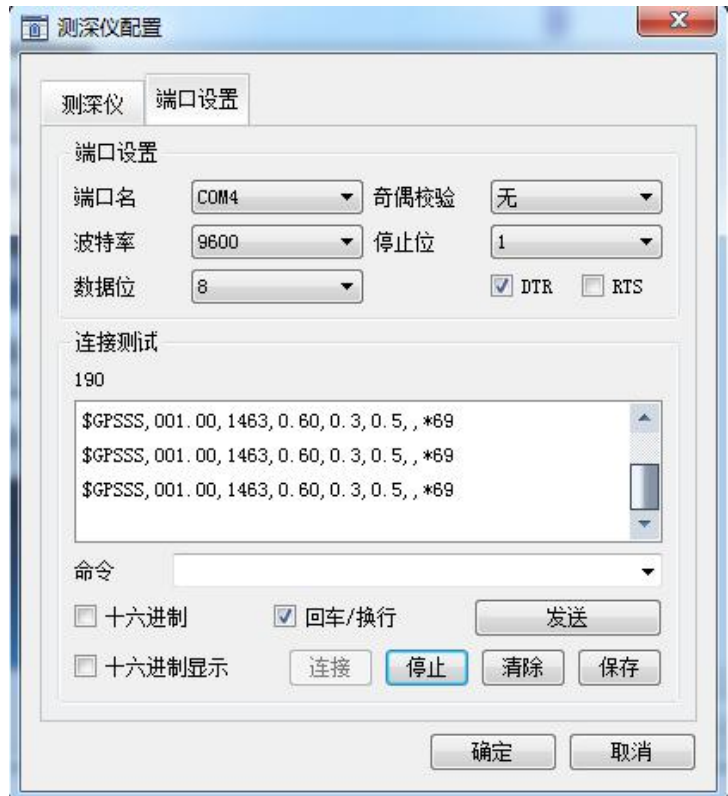 测深仪配置
测深仪 端口设置
端口设置
端口名 COM4 奇偶校验 无
波特率 9600 停止位 1
数据位 8 DTR RTS
连接测试
190
$GPSSS,001.00,1463,0.60,0.3,0.5,,*69
$GPSSS,001.00,1463,0.60,0.3,0.5,,*69
$GPSSS,001.00,1463,0.60,0.3,0.5,,*69
命令
十六进制 回车/换行 发送
十六进制显示 连接 停止 清除 保存
确定 取消